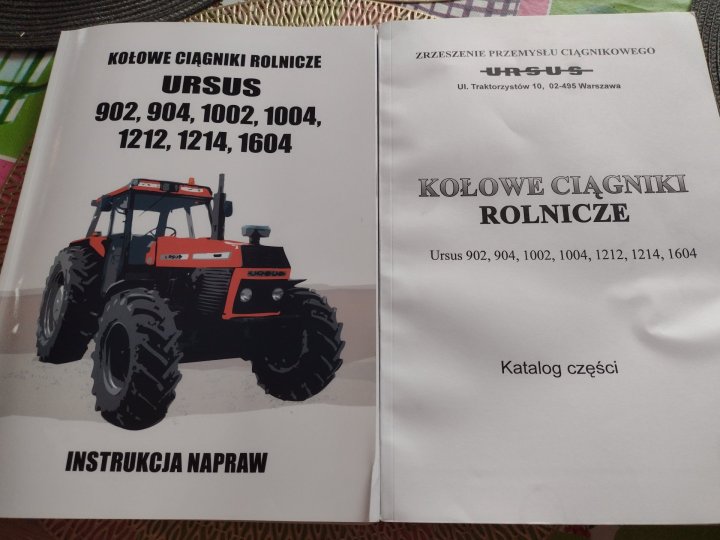 KOŁOWE CIĄGNIKI ROLNICZE
URSUS
902, 904, 1002, 1004,
1212, 1214, 1604
URSUS
INSTRUKCJA NAPRAW
ZRZESZENIE PRZEMYSŁU CIĄGNIKOWEGO
URSUS
Ul. Traktorzystów 10, 02-495 Warszawa
KOŁOWE CIĄGNIKI
ROLNICZE
Ursus 902, 904, 1002, 1004, 1212, 1214, 1604
Katalog części